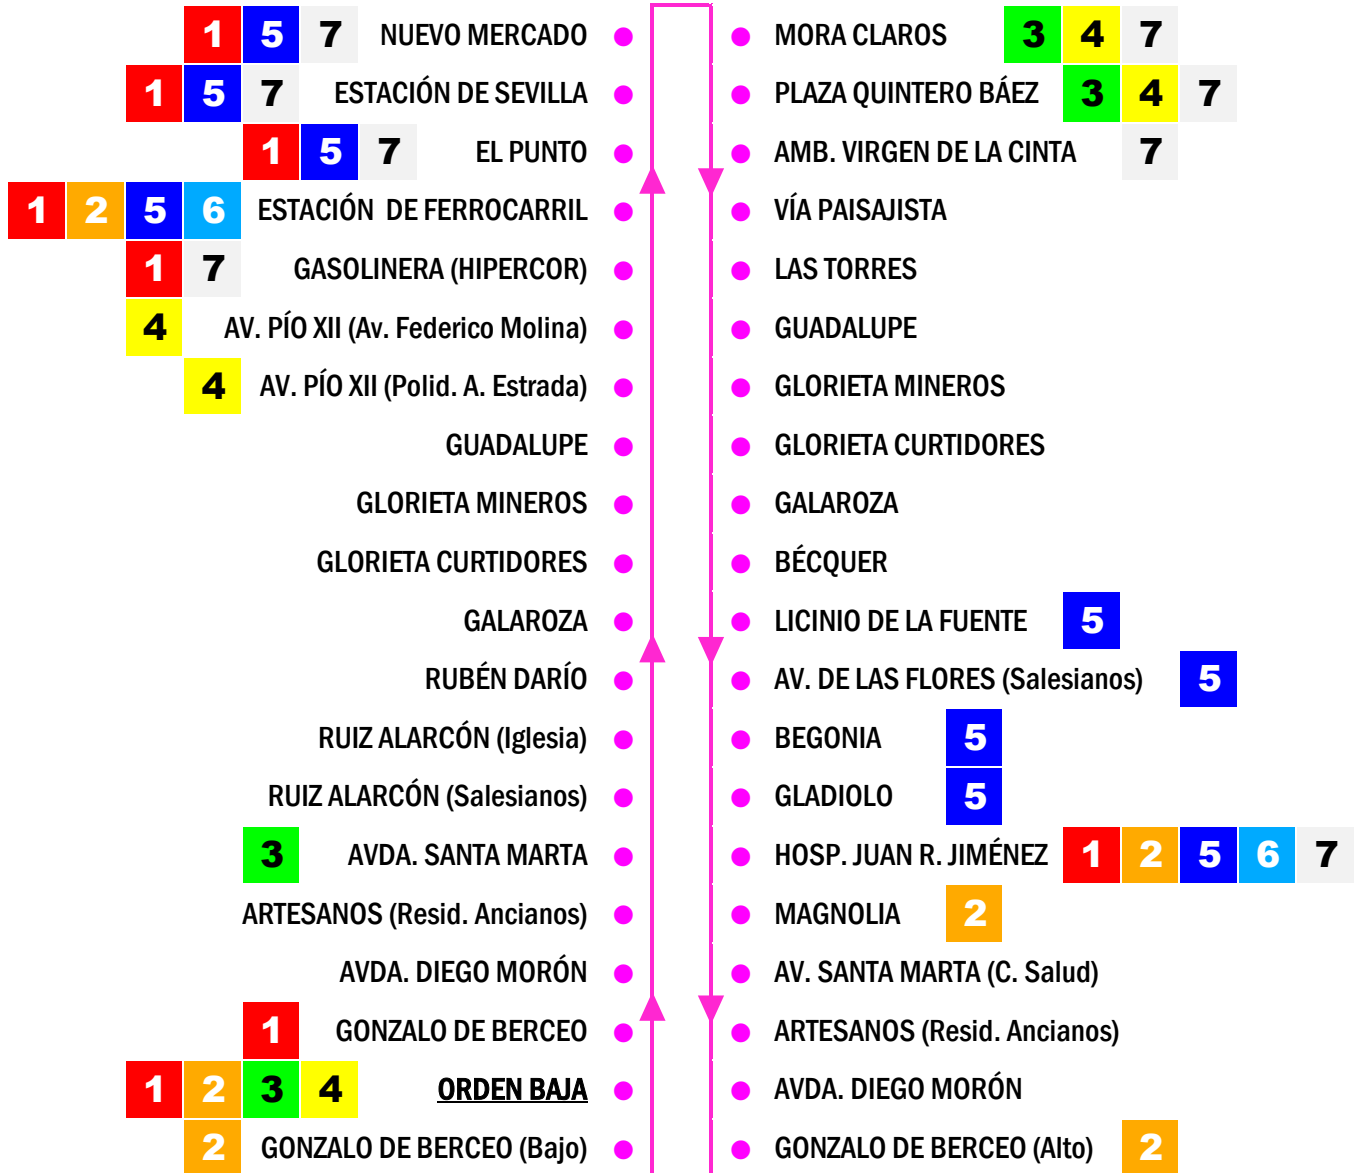 1 5 7 NUEVO MERCADO MORA CLAROS 3 4 7
1 5 7 ESTACIÓN DE SEVILLA PLAZA QUINTERO BÁEZ 3 4 7
1 5 7 EL PUNTO AMB. VIRGEN DE LA CINTA 7
1 2 5 6 ESTACIÓN DE FERROCARRIL VÍA PAISAJISTA
1 7 GASOLINERA (HIPERCOR) LAS TORRES
4 AV. PÍO XII (Av. Federico Molina) GUADALUPE
4 AV. PÍO XII (Polid. A. Estrada) GLORIETA MINEROS
GUADALUPE GLORIETA CURTIDORES
GLORIETA MINEROS GALAROZA
GLORIETA CURTIDORES BÉCQUER
GALAROZA LICINIO DE LA FUENTE 5
RUBÉN DARÍO AV. DE LAS FLORES (Salesianos) 5
RUIZ ALARCÓN (Iglesia) BEGONIA 5
RUIZ ALARCÓN (Salesianos) GLADIOLO 5
3 AVDA. SANTA MARTA HOSP. JUAN R. JIMÉNEZ 1 2 5 6 7
ARTESANOS (Resid. Ancianos) MAGNOLIA 2
AVDA. DIEGO MORÓN AV. SANTA MARTA (C. Salud)
1 GONZALO DE BERCEO ARTESANOS (Resid. Ancianos)
1 2 3 4 ORDEN BAJA AVDA. DIEGO MORÓN
2 GONZALO DE BERCEO (Bajo) GONZALO DE BERCEO (Alto) 2